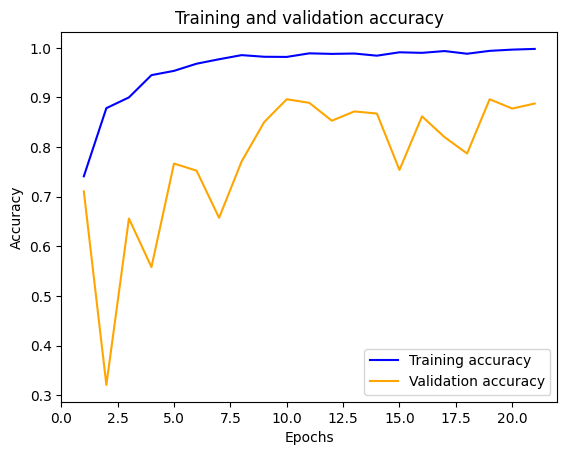 Training and validation accuracy
1.0
0.9
0.8
0.7
0.6
0.5
0.4
0.3
Accuracy
0.0 2.5 5.0 7.5 10.0 12.5 15.0 17.5 20.0
Epochs
Training accuracy
Validation accuracy